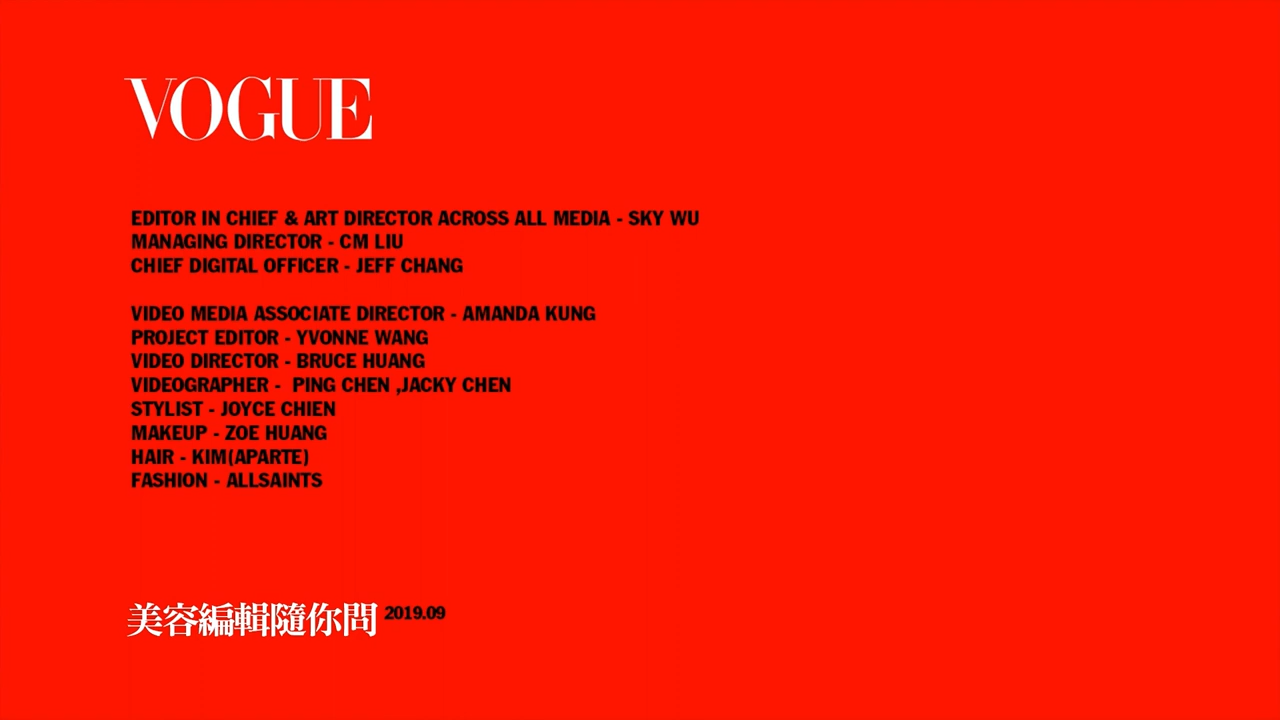 VOGUE
EDITOR IN CHIEF & ART DIRECTOR ACROSS ALL MEDIA - SKY WU
MANAGING DIRECTOR - CM LIU
CHIEF DIGITAL OFFICER - JEFF CHANG
VIDEO MEDIA ASSOCIATE DIRECTOR - AMANDA KUNG
PROJECT EDITOR - YVONNE WANG
VIDEO DIRECTOR - BRUCE HUANG
VIDEOGRAPHER -  PING CHEN ,JACKY CHEN
STYLIST - JOYCE CHIEN
MAKEUP - ZOE HUANG
HAIR - KIM(APARTE)
FASHION - ALLSAINTS
美容編輯隨你問 2019.09